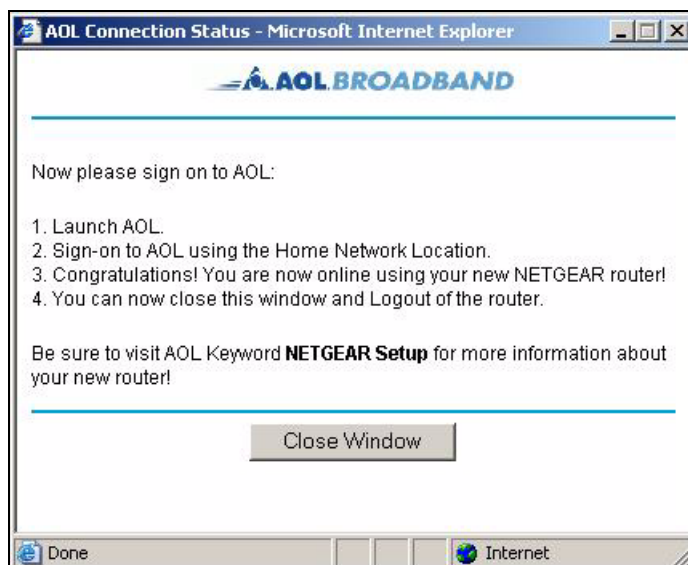 AOL Connection Status - Microsoft Internet Explorer
AOL BROADBAND
Now please sign on to AOL:
1. Launch AOL.
2. Sign-on to AOL using the Home Network Location.
3. Congratulations! You are now online using your new NETGEAR router!
4. You can now close this window and Logout of the router.
Be sure to visit AOL Keyword NETGEAR Setup for more information about
your new router!
Close Window
Done
Internet